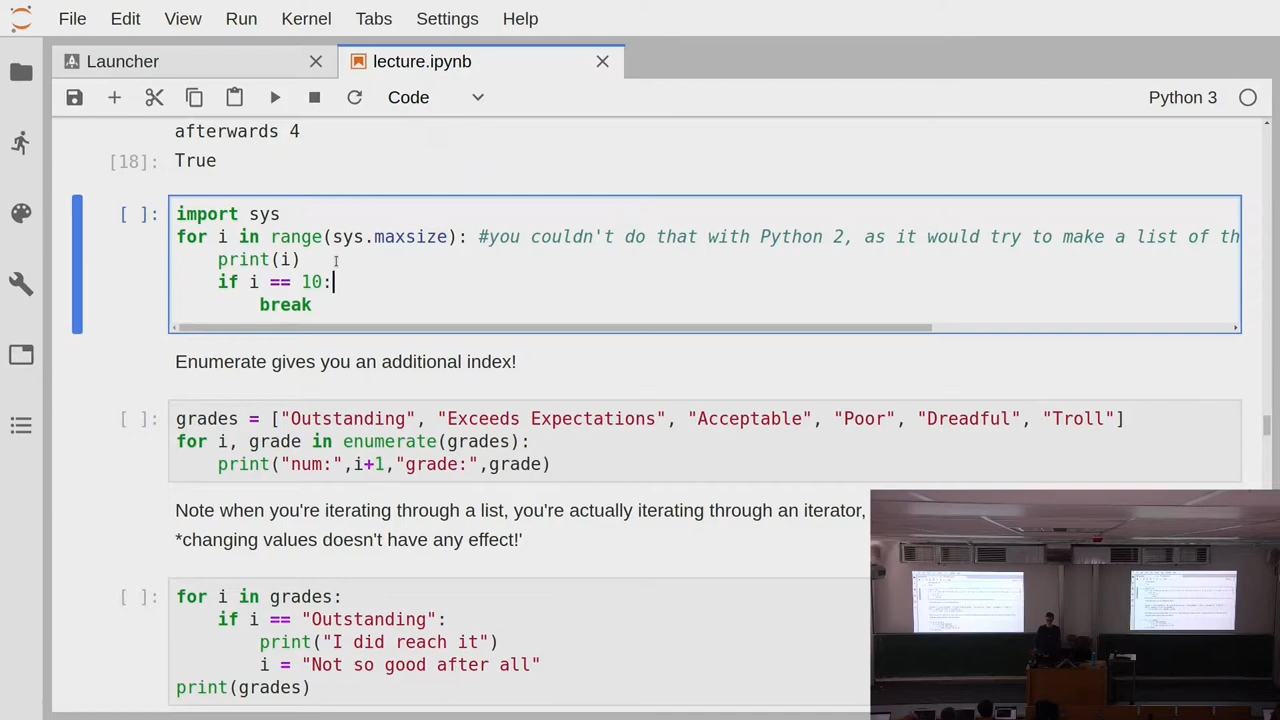 File Edit View Run Kernel Tabs Settings Help
Launcher lecture.ipynb
Code Python 3
afterwards 4
[18]: True
[ ]: import sys
for i in range(sys.maxsize): #you couldn't do that with Python 2, as it would try to make a list of th
print(i)
if i == 10:
break
Enumerate gives you an additional index!
[ ]: grades = ["Outstanding", "Exceeds Expectations", "Acceptable", "Poor", "Dreadful", "Troll"]
for i, grade in enumerate(grades):
print("num:",i+1,"grade:",grade)
Note when you're iterating through a list, you're actually iterating through an iterator,
*changing values doesn't have any effect!'
[ ]: for i in grades:
if i == "Outstanding":
print("I did reach it")
i = "Not so good after all"
print(grades)